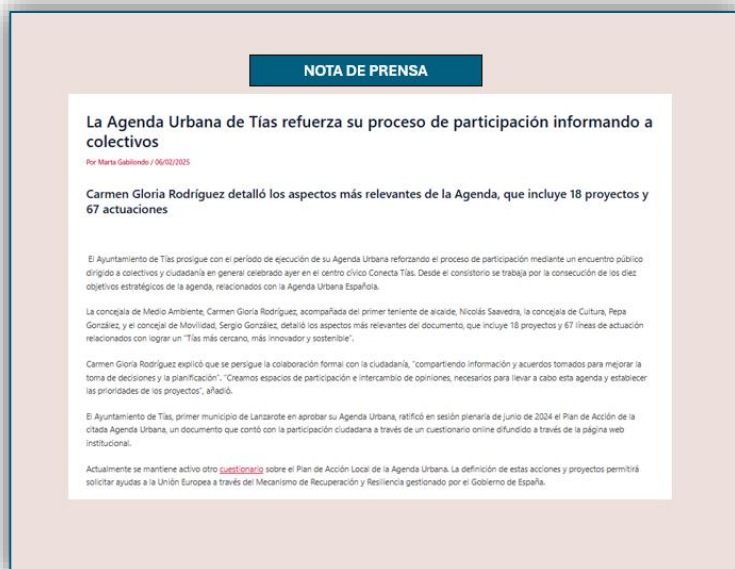 NOTA DE PRENSA
La Agenda Urbana de Tías refuerza su proceso de participación informando a
colectivos
Por Marta Gabilondo / 06/02/2025
Carmen Gloria Rodríguez detalló los aspectos más relevantes de la Agenda, que incluye 18 proyectos y
67 actuaciones
El Ayuntamiento de Tías prosigue con el período de ejecución de su Agenda Urbana reforzando el proceso de participación mediante un encuentro público
dirigido a colectivos y ciudadanía en general celebrado ayer en el centro cívico Conecta Tías. Desde el consistorio se trabaja por la consecución de los diez
objetivos estratégicos de la agenda, relacionados con la Agenda Urbana Española.
La concejala de Medio Ambiente, Carmen Gloria Rodríguez, acompañada del primer teniente de alcalde, Nicolás Saavedra, la concejala de Cultura, Pepa
González, y el concejal de Movilidad, Sergio González, detalló los aspectos más relevantes del documento, que incluye 18 proyectos y 67 líneas de actuación
relacionados con lograr un "Tías más cercano, más innovador y sostenible".
Carmen Gloria Rodríguez explicó que se persigue la colaboración formal con la ciudadanía, "compartiendo información y acuerdos tomados para mejorar la
toma de decisiones y la planificación". "Creamos espacios de participación e intercambio de opiniones, necesarios para llevar a cabo esta agenda y establecer
las prioridades de los proyectos", añadió.
El Ayuntamiento de Tías, primer municipio de Lanzarote en aprobar su Agenda Urbana, ratificó en sesión plenaria de junio de 2024 el Plan de Acción de la
citada Agenda Urbana, un documento que contó con la participación ciudadana a través de un cuestionario online difundido a través de la página web
institucional.
Actualmente se mantiene activo otro cuestionario sobre el Plan de Acción Local de la Agenda Urbana. La definición de estas acciones y proyectos permitirá
solicitar ayudas a la Unión Europea a través del Mecanismo de Recuperación y Resiliencia gestionado por el Gobierno de España.